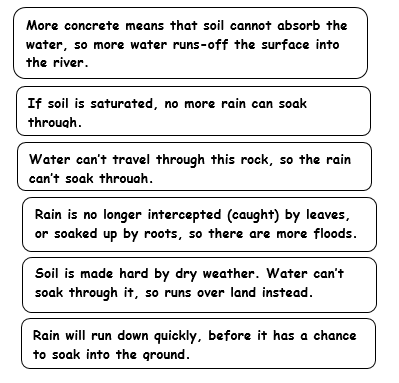 More concrete means that soil cannot absorb the
water, so more water runs-off the surface into
the river.
If soil is saturated, no more rain can soak
through.
Water can't travel through this rock, so the rain
can't soak through.
Rain is no longer intercepted (caught) by leaves,
or soaked up by roots, so there are more floods.
Soil is made hard by dry weather. Water can't
soak through it, so runs over land instead.
Rain will run down quickly, before it has a chance
to soak into the ground.